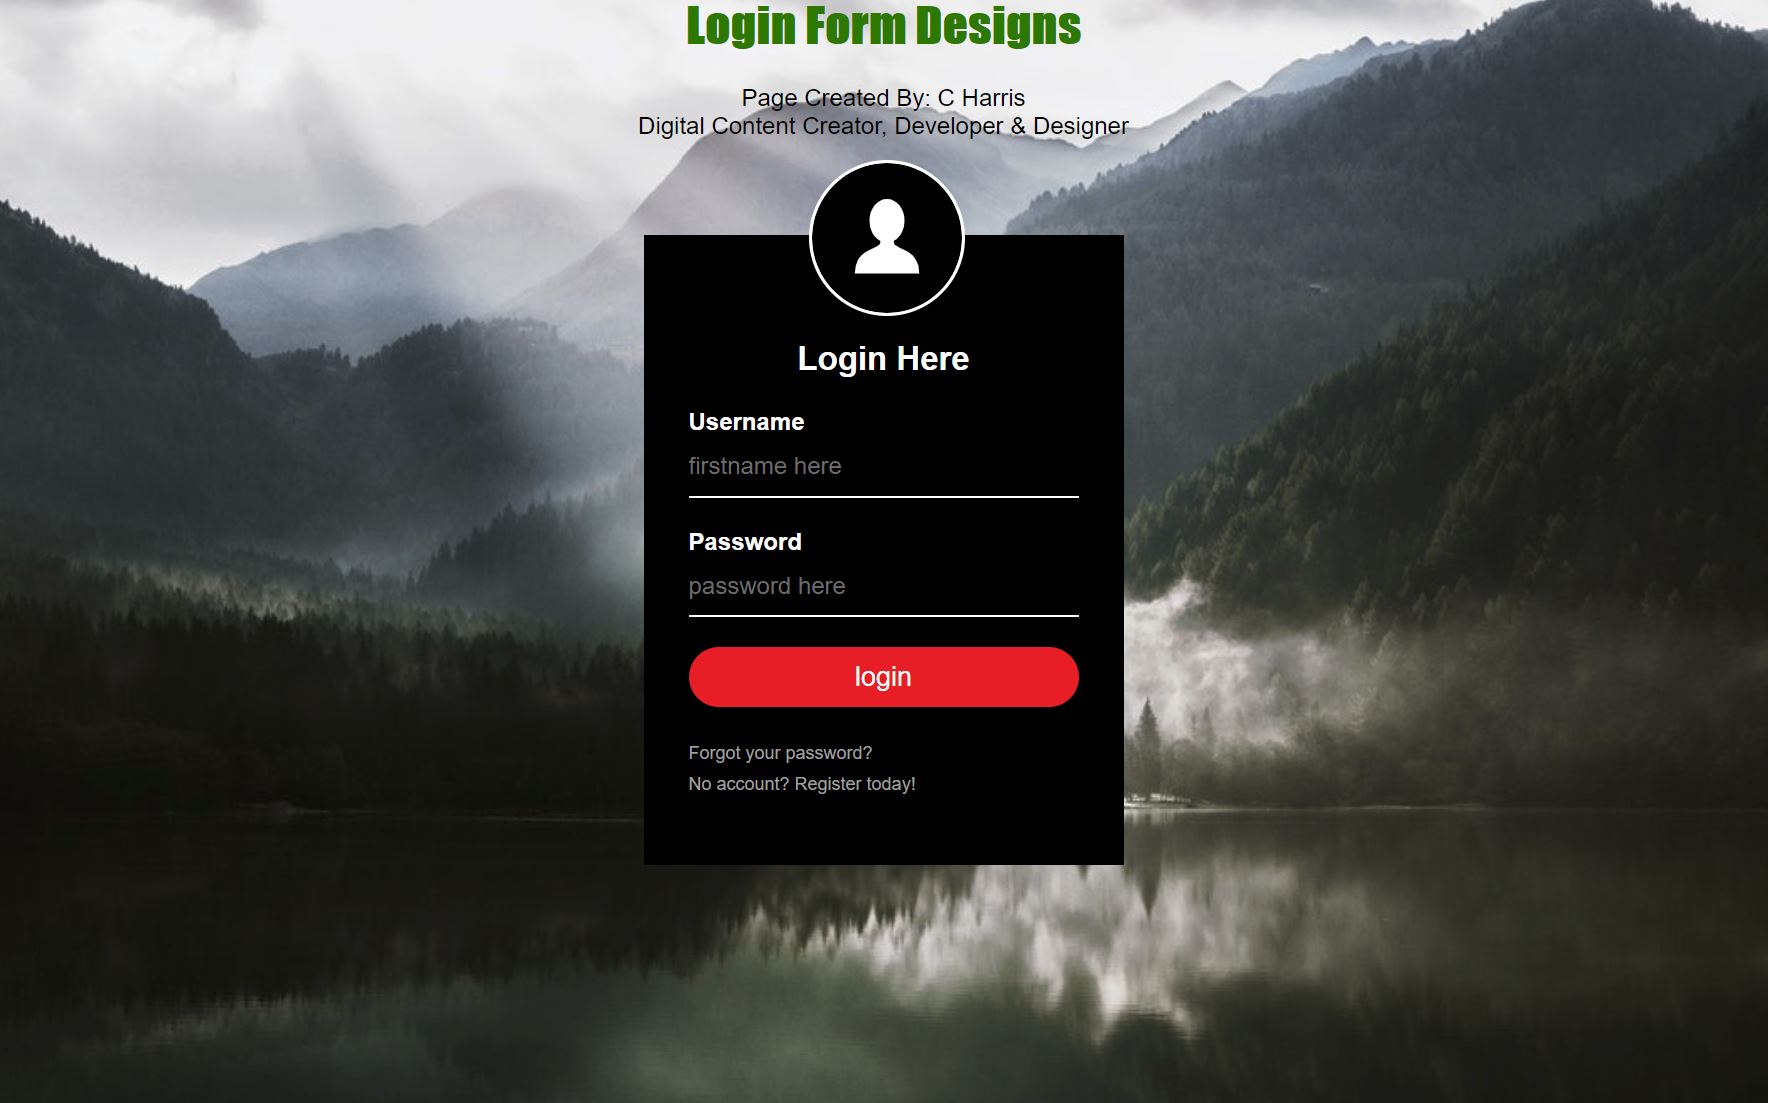 Login Form Designs
Page Created By: C Harris
Digital Content Creator, Developer & Designer
Login Here
Username
firstname here
Password
password here
login
Forgot your password?
No account? Register today!